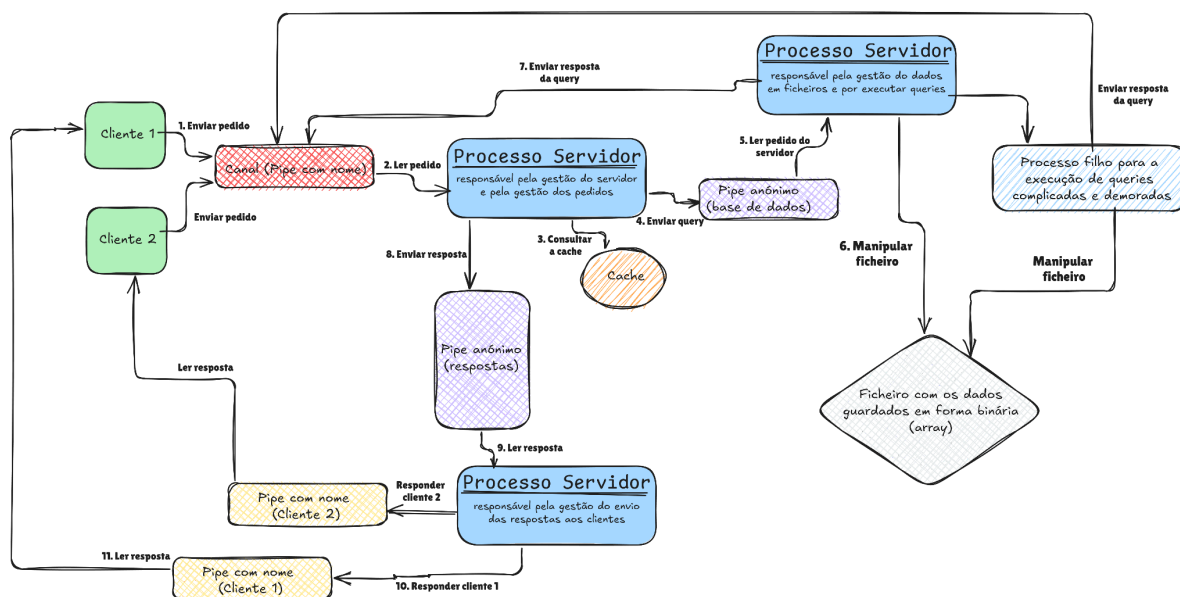 Processo Servidor
responsável pela gestão do dados
em ficheiros e por executar queries
7. Enviar resposta
da query
Enviar resposta
da query
Cliente 1
1. Enviar pedido
Canal (Pipe com nome)
2. Ler pedido
Processo Servidor
responsável pela gestão do servidor
e pela gestão dos pedidos
5. Ler pedido do
servidor
Processo filho para a
execução de queries
complicadas e demoradas
Pipe anónimo
(base de dados)
4. Enviar query
Enviar pedido
Cliente 2
3. Consultar
a cache
8. Enviar resposta
Cache
6. Manipular
ficheiro
Manipular
ficheiro
Pipe anónimo
(respostas)
Ler resposta
Ficheiro com os dados
guardados em forma binária
(array)
9. Ler resposta
Processo Servidor
responsável pela gestão do envio
das respostas aos clientes
Responder
cliente 2
Pipe com nome
(Cliente 2)
11. Ler resposta
Pipe com nome
(Cliente 1)
10. Responder cliente 1